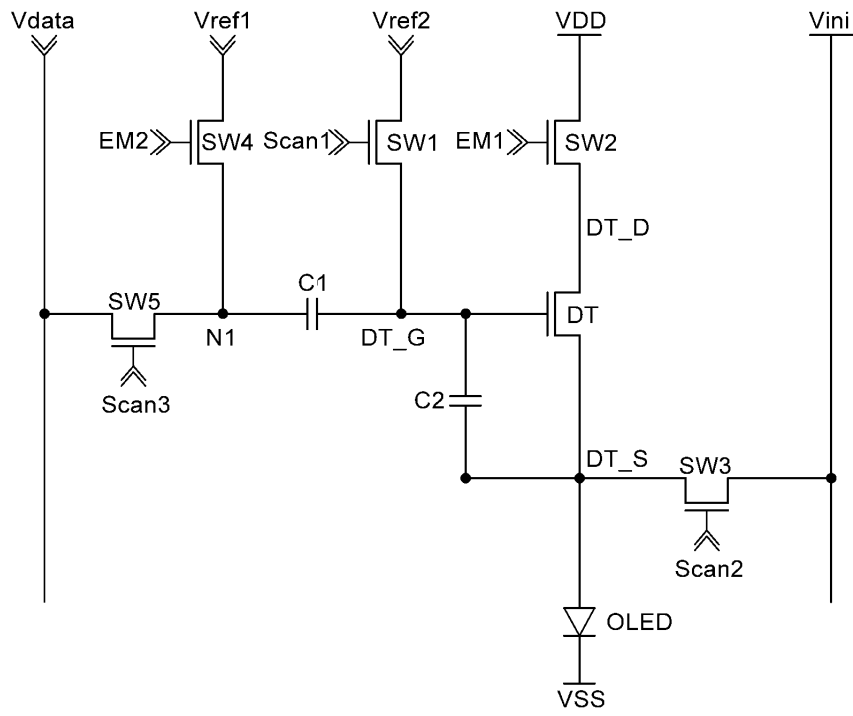 Vdata
Vref1
Vref2
VDD
Vini
EM2
SW4
Scan1
SW1
EM1
SW2
DT_D
C1
SW5
DT
N1
DT_G
Scan3
C2
DT_S
SW3
Scan2
OLED
VSS